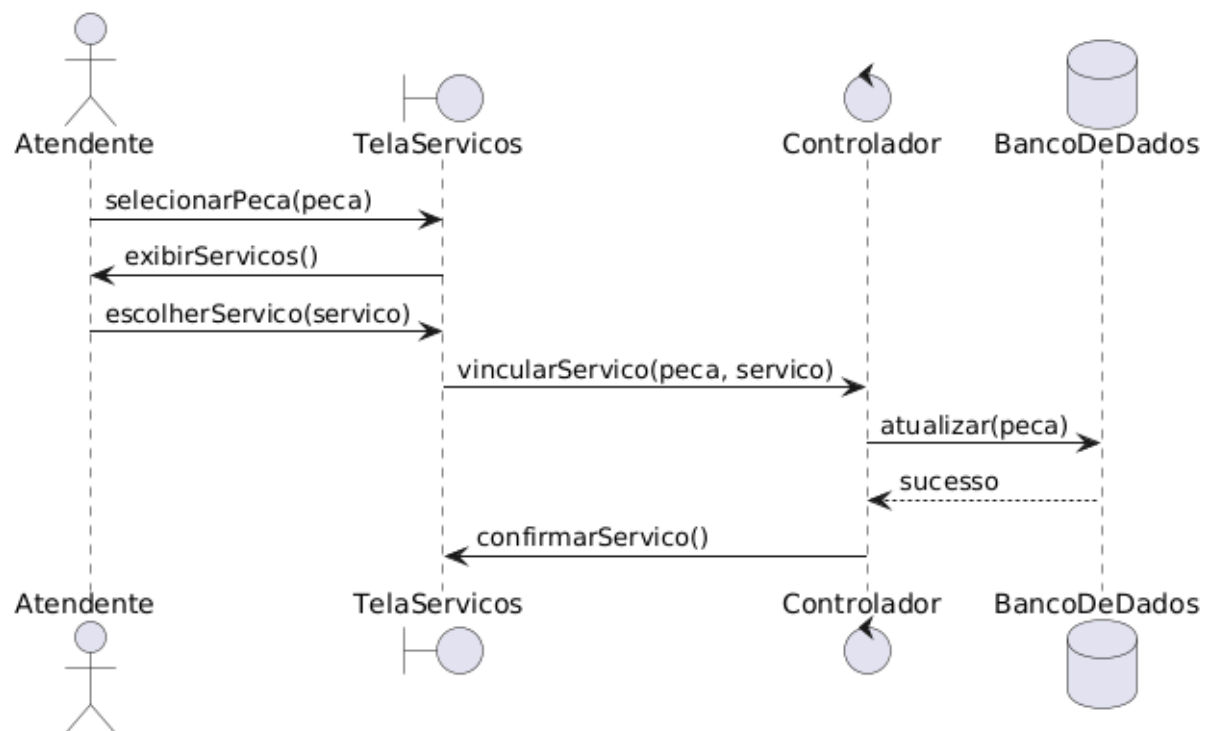 Atendente
TelaServicos
Controlador
BancoDeDados
selecionarPeca(peca)
exibirServicos()
escolherServico(servico)
vincularServico(peca, servico)
atualizar(peca)
sucesso
confirmarServico()
Atendente
TelaServicos
Controlador
BancoDeDados